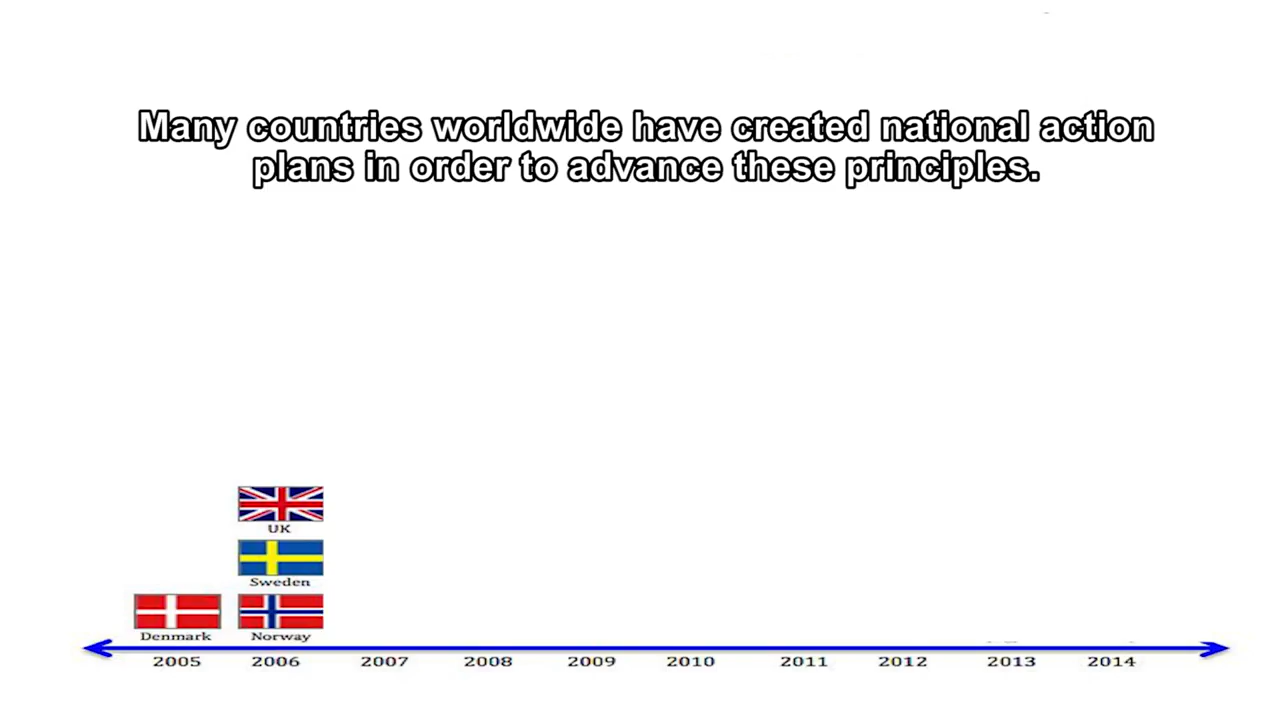 Many countries worldwide have created national action
plans in order to advance these principles.
UK
Sweden
Denmark Norway
2005 2006 2007 2008 2009 2010 2011 2012 2013 2014